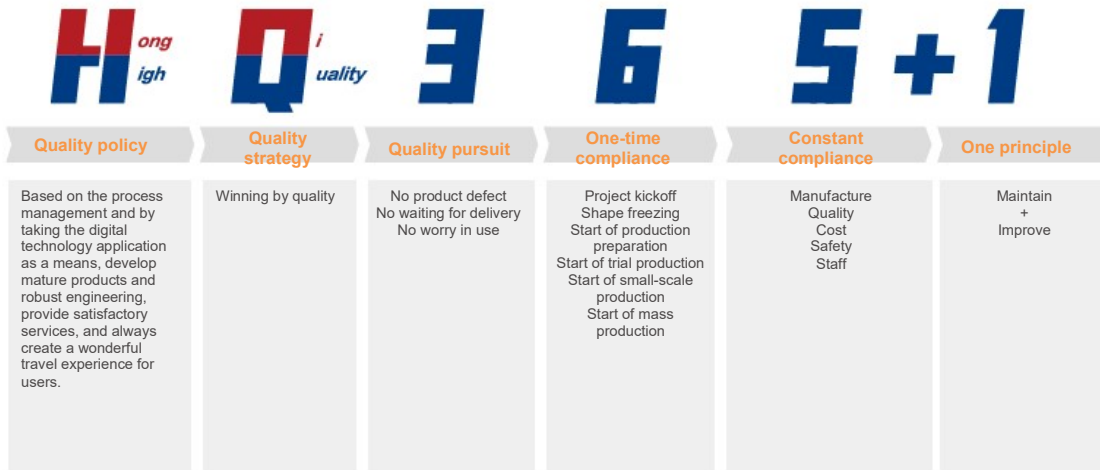 H ong igh Q i uality 3 6 5 + 1
Quality policy
Quality
strategy
Quality pursuit
One-time
compliance
Constant
compliance
One principle
Based on the process
management and by
taking the digital
technology application
as a means, develop
mature products and
robust engineering,
provide satisfactory
services, and always
create a wonderful
travel experience for
users.
Winning by quality
No product defect
No waiting for delivery
No worry in use
Project kickoff
Shape freezing
Start of production
preparation
Start of trial production
Start of small-scale
production
Start of mass
production
Manufacture
Quality
Cost
Safety
Staff
Maintain
+
Improve